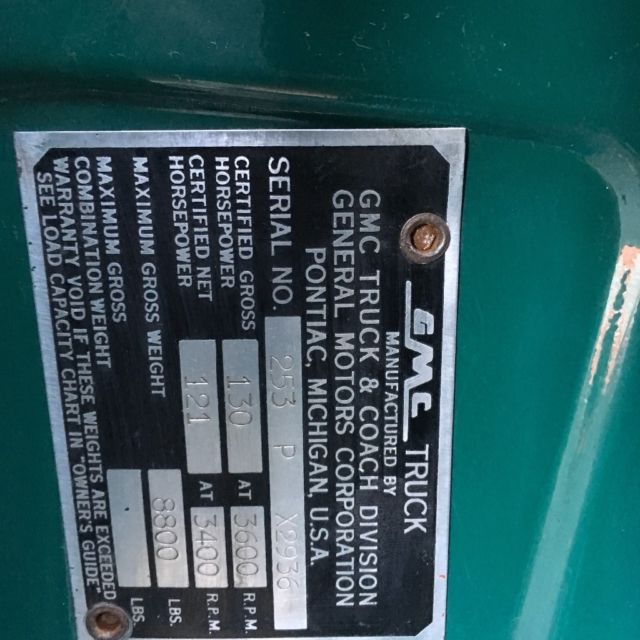 GMC TRUCK
MANUFACTURED BY
GMC TRUCK & COACH DIVISION
GENERAL MOTORS CORPORATION
PONTIAC, MICHIGAN, U.S.A.
SERIAL NO. 253 P X2936
CERTIFIED GROSS HORSEPOWER 130 AT 3600 R.P.M.
CERTIFIED NET HORSEPOWER 121 AT 3400 R.P.M.
MAXIMUM GROSS WEIGHT 8800 LBS.
MAXIMUM GROSS
COMBINATION WEIGHT LBS.
WARRANTY VOID IF THESE WEIGHTS ARE EXCEEDED
SEE LOAD CAPACITY CHART IN "OWNER'S GUIDE"